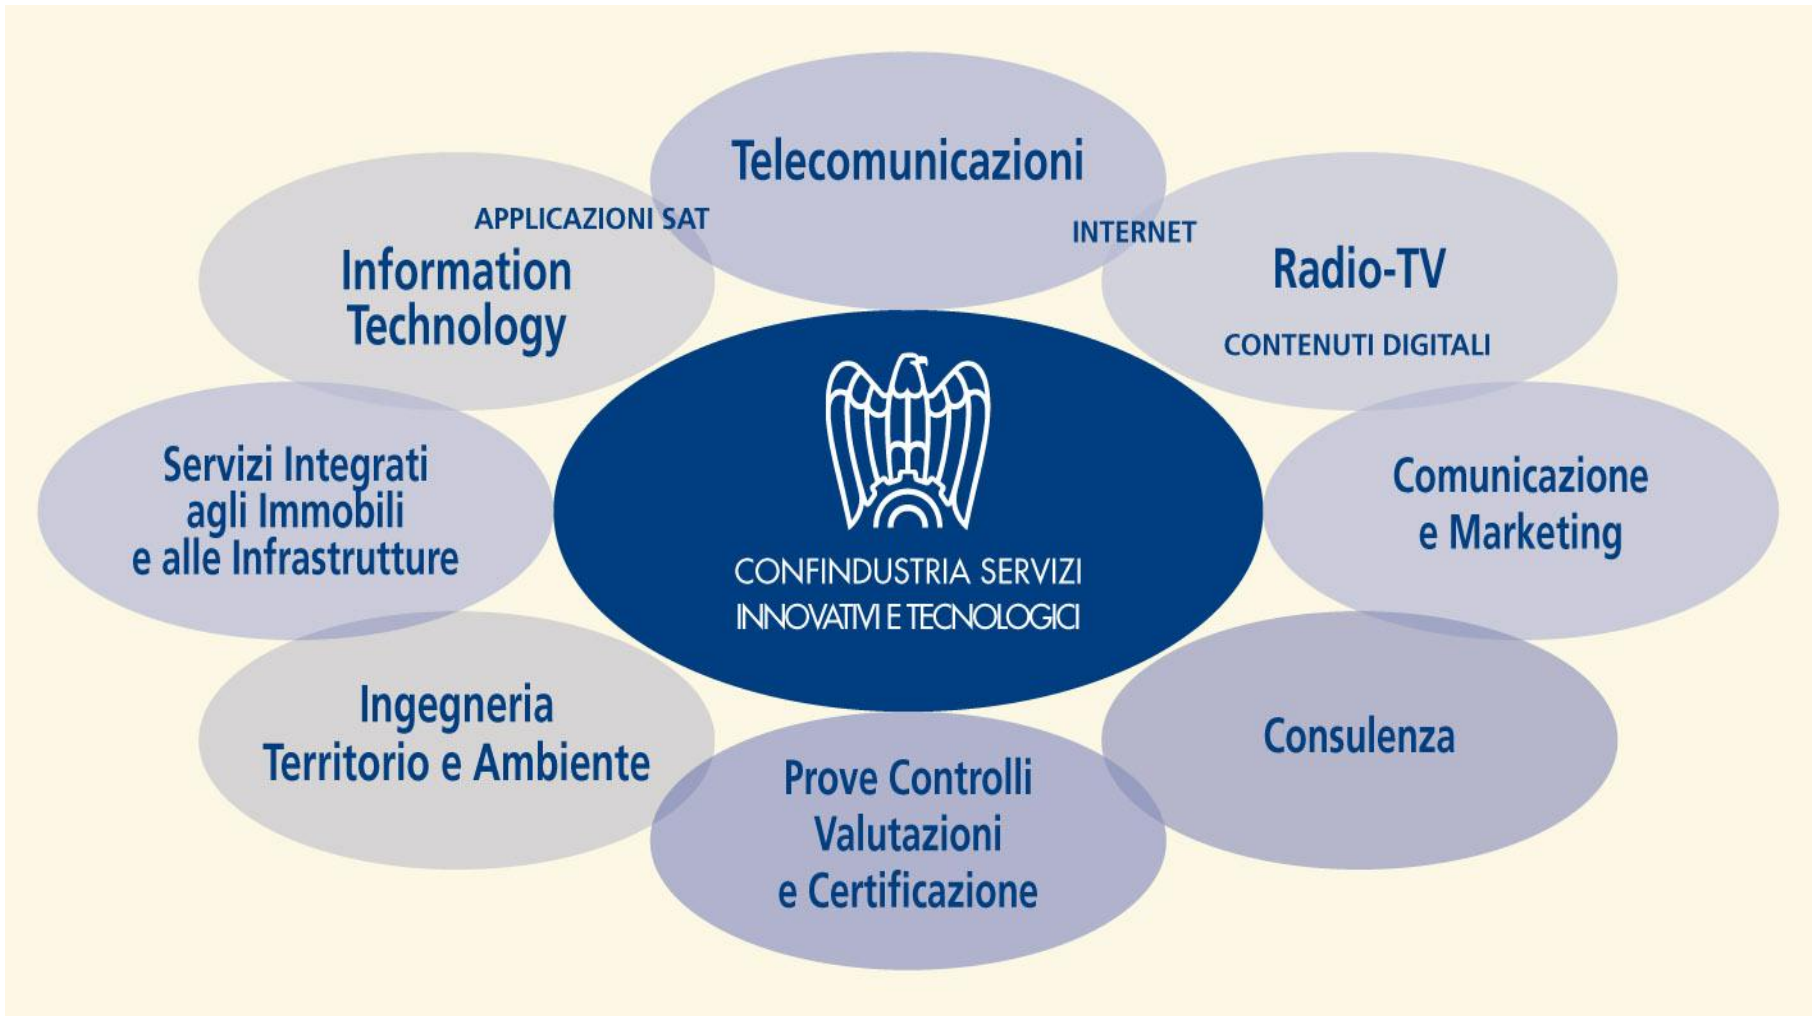 Telecomunicazioni
APPLICAZIONI SAT
INTERNET
Information
Technology
Radio-TV
CONTENUTI DIGITALI
Servizi Integrati
agli Immobili
e alle Infrastrutture
CONFINDUSTRIA SERVIZI
INNOVATIVI E TECNOLOGICI
Comunicazione
e Marketing
Ingegneria
Territorio e Ambiente
Prove Controlli
Valutazioni
e Certificazione
Consulenza